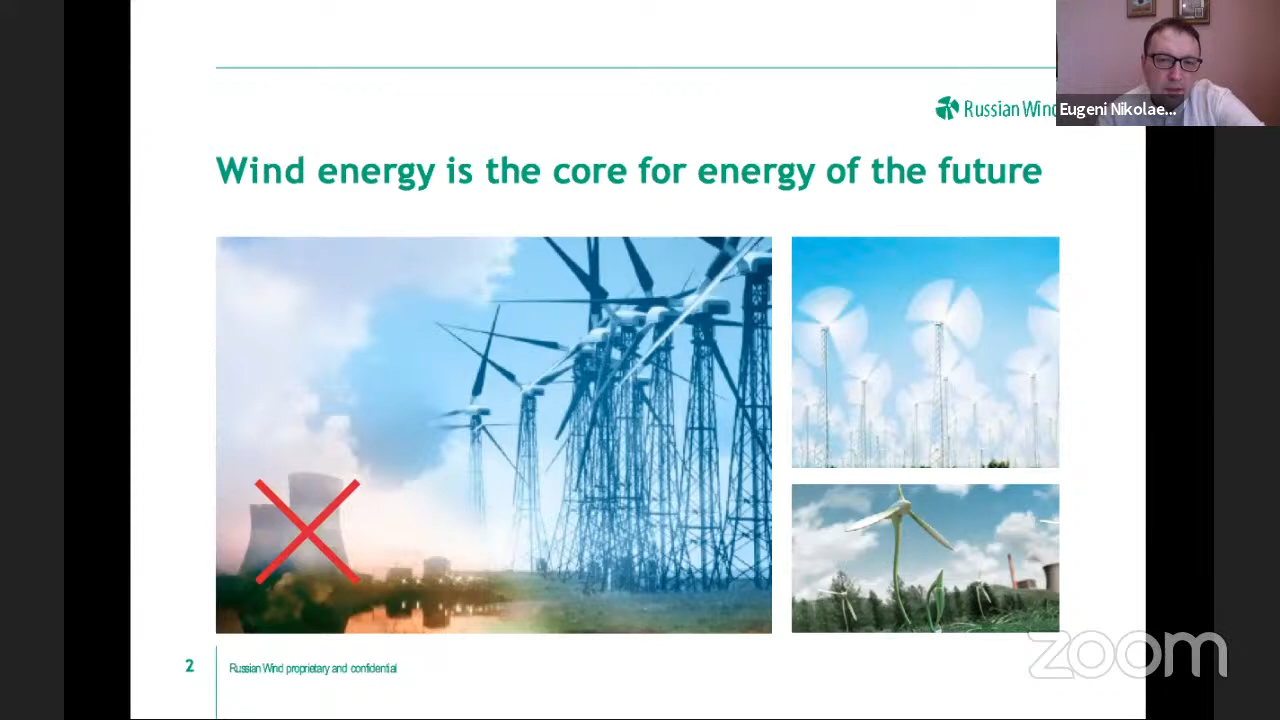 Russian Wind
Eugeni Nikolae...
Wind energy is the core for energy of the future
2
Russian Wind proprietary and confidential
zoom